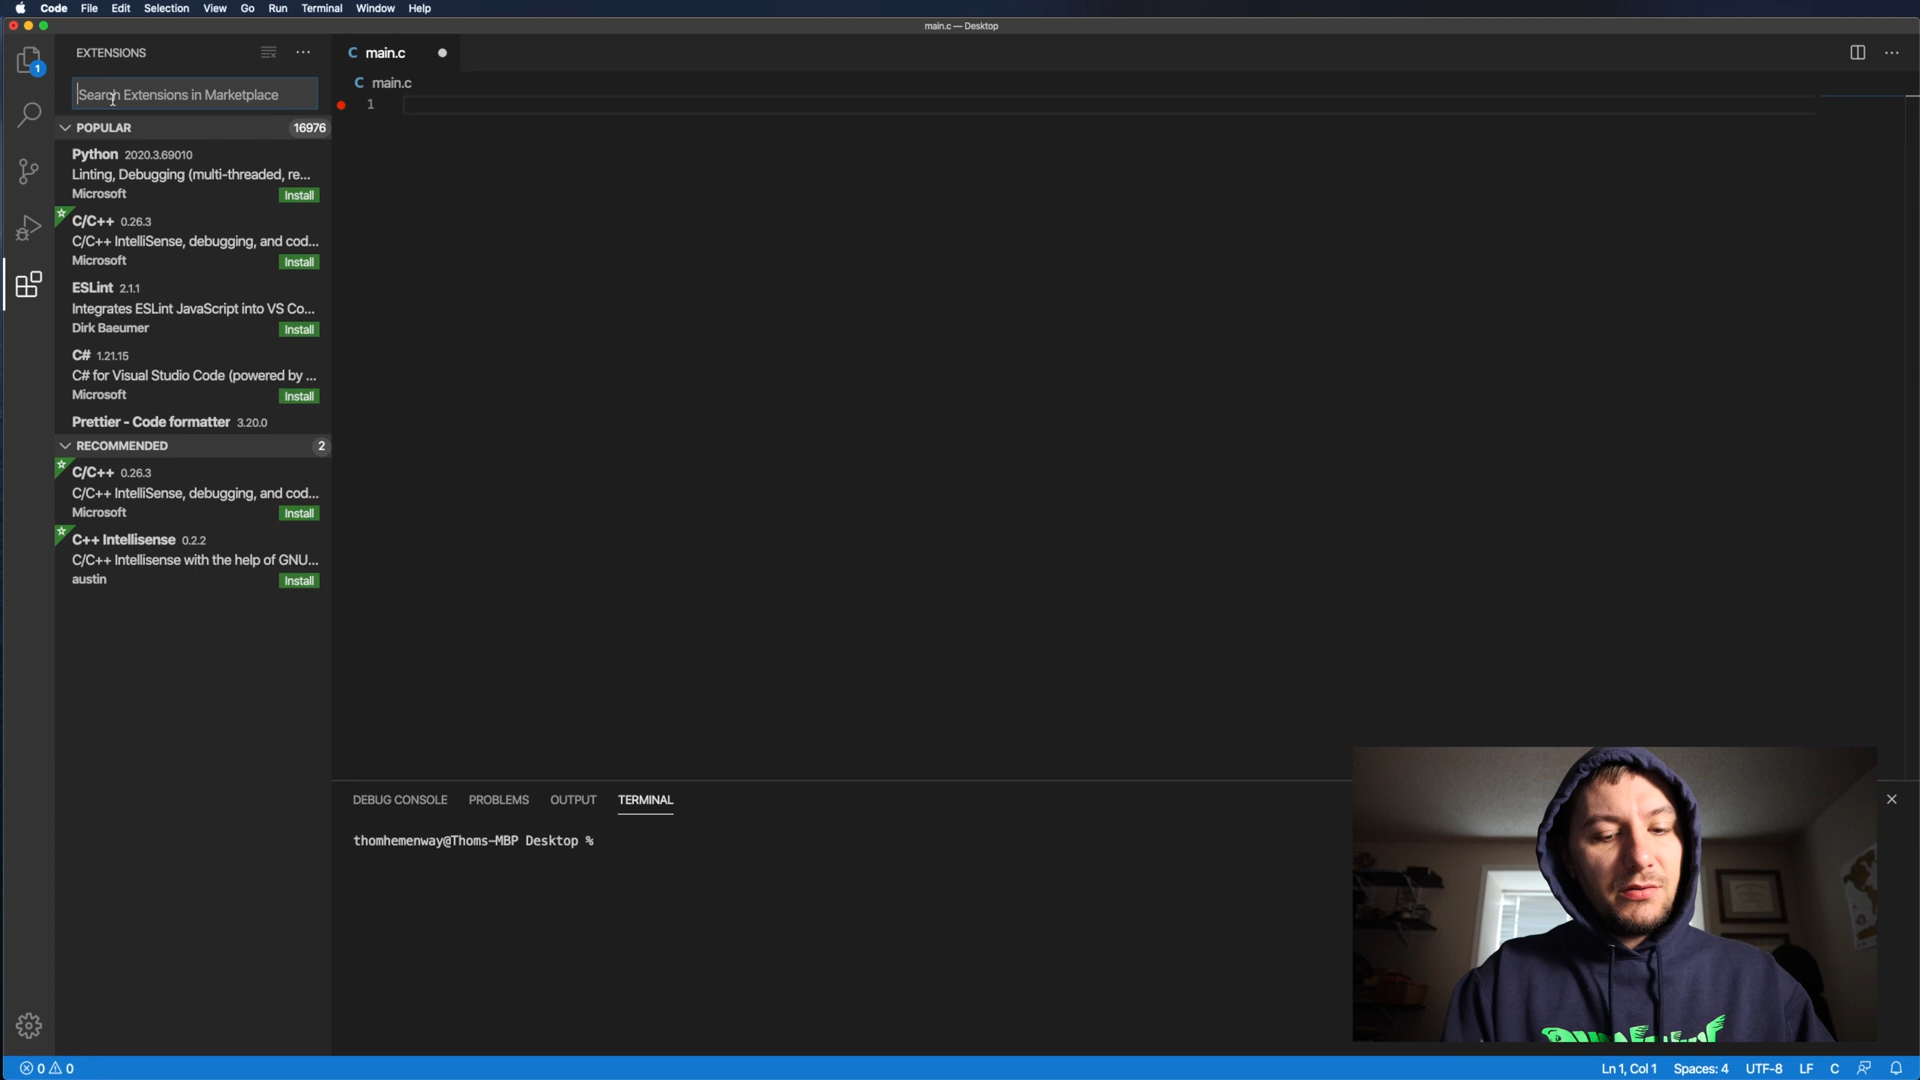 Code File Edit Selection View Go Run Terminal Window Help
main.c — Desktop
EXTENSIONS
1
Search Extensions in Marketplace
POPULAR 16976
Python 2020.3.69010
Linting, Debugging (multi-threaded, re...
Microsoft Install
C/C++ 0.26.3
C/C++ IntelliSense, debugging, and cod...
Microsoft Install
ESLint 2.1.1
Integrates ESLint JavaScript into VS Co...
Dirk Baeumer Install
C# 1.21.15
C# for Visual Studio Code (powered by ...
Microsoft Install
Prettier - Code formatter 3.20.0
RECOMMENDED 2
C/C++ 0.26.3
C/C++ IntelliSense, debugging, and cod...
Microsoft Install
C++ Intellisense 0.2.2
C/C++ Intellisense with the help of GNU...
austin Install
C main.c
C main.c
1
DEBUG CONSOLE PROBLEMS OUTPUT TERMINAL
thomhemenway@Thoms-MBP Desktop %
0 0
Ln 1, Col 1 Spaces: 4 UTF-8 LF C